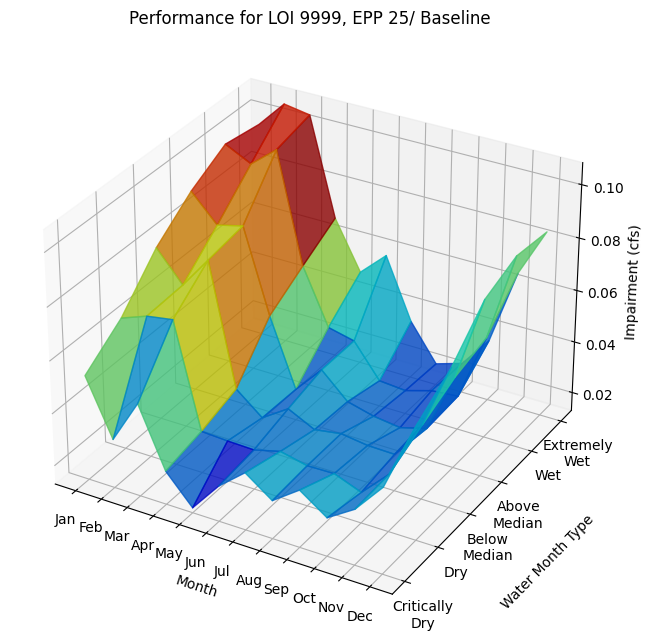 Performance for LOI 9999, EPP 25/ Baseline
0.10
0.08
0.06
0.04
0.02
Impairment (cfs)
Extremely
Wet
Wet
Above
Median
Below
Median
Dry
Critically
Dry
Water Month Type
Jan
Feb
Mar
Apr
May
Jun
Jul
Aug
Sep
Oct
Nov
Dec
Month